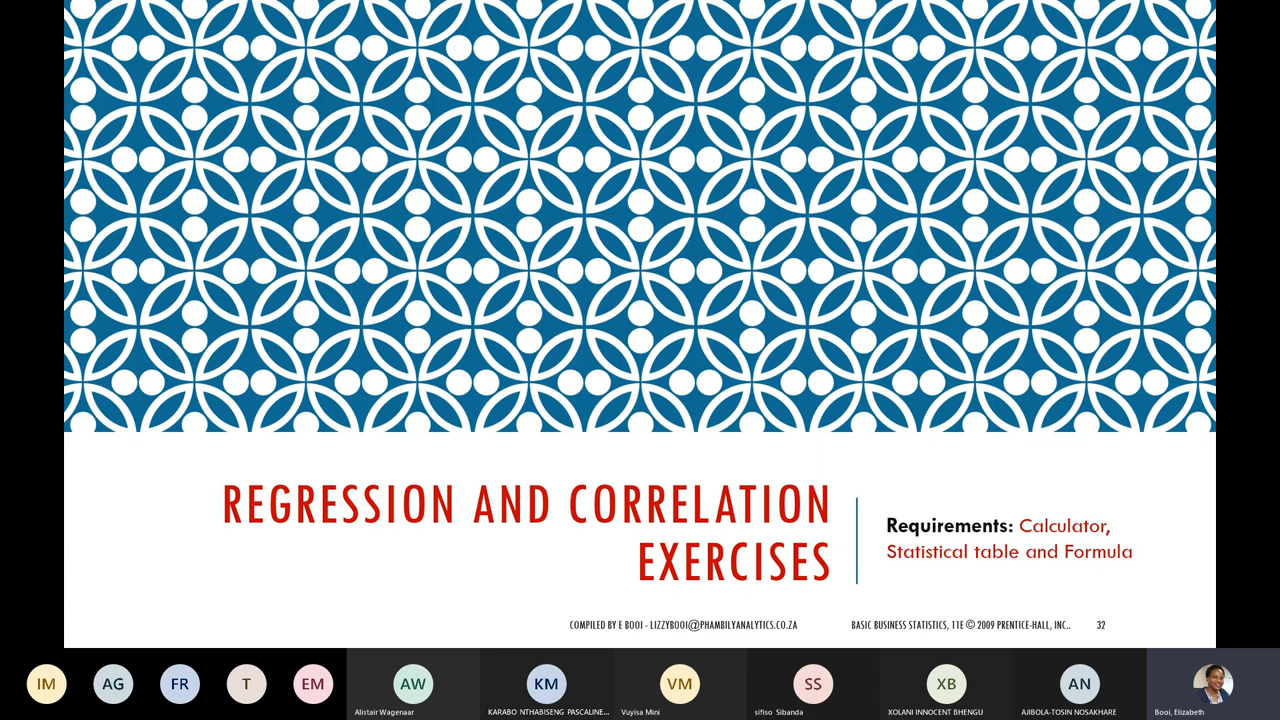 REGRESSION AND CORRELATION
EXERCISES
Requirements: Calculator,
Statistical table and Formula
COMPILED BY E BOOI - LIZZYBOOI@PHAMBILYANALYTICS.CO.ZA
BASIC BUSINESS STATISTICS, 11E © 2009 PRENTICE-HALL, INC..
32
IM
AG
FR
T
EM
AW
KM
VM
SS
XB
AN
Alistair Wagenaar
KARABO NTHABISENG PASCALINE...
Vuyisa Mini
sifiso Sibanda
XOLANI INNOCENT BHENGU
AJIBOLA-TOSIN NOSAKHARE
Booi, Elizabeth